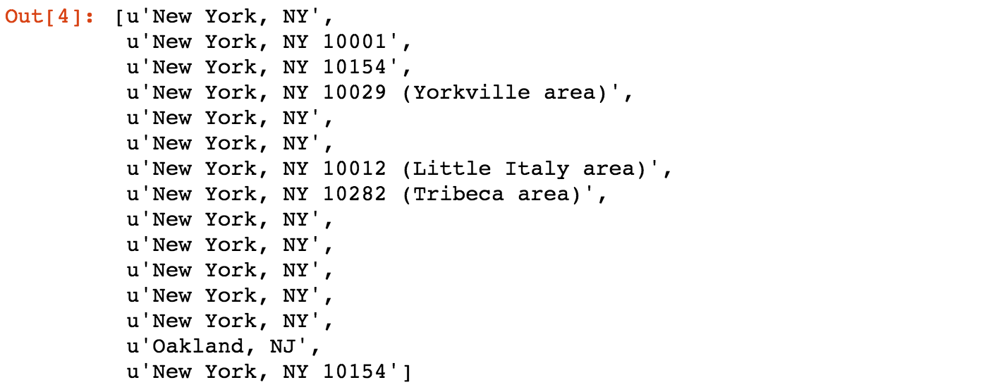 Out[4]: [u'New York, NY',
u'New York, NY 10001',
u'New York, NY 10154',
u'New York, NY 10029 (Yorkville area)',
u'New York, NY',
u'New York, NY',
u'New York, NY 10012 (Little Italy area)',
u'New York, NY 10282 (Tribeca area)',
u'New York, NY',
u'New York, NY',
u'New York, NY',
u'New York, NY',
u'New York, NY',
u'Oakland, NJ',
u'New York, NY 10154']